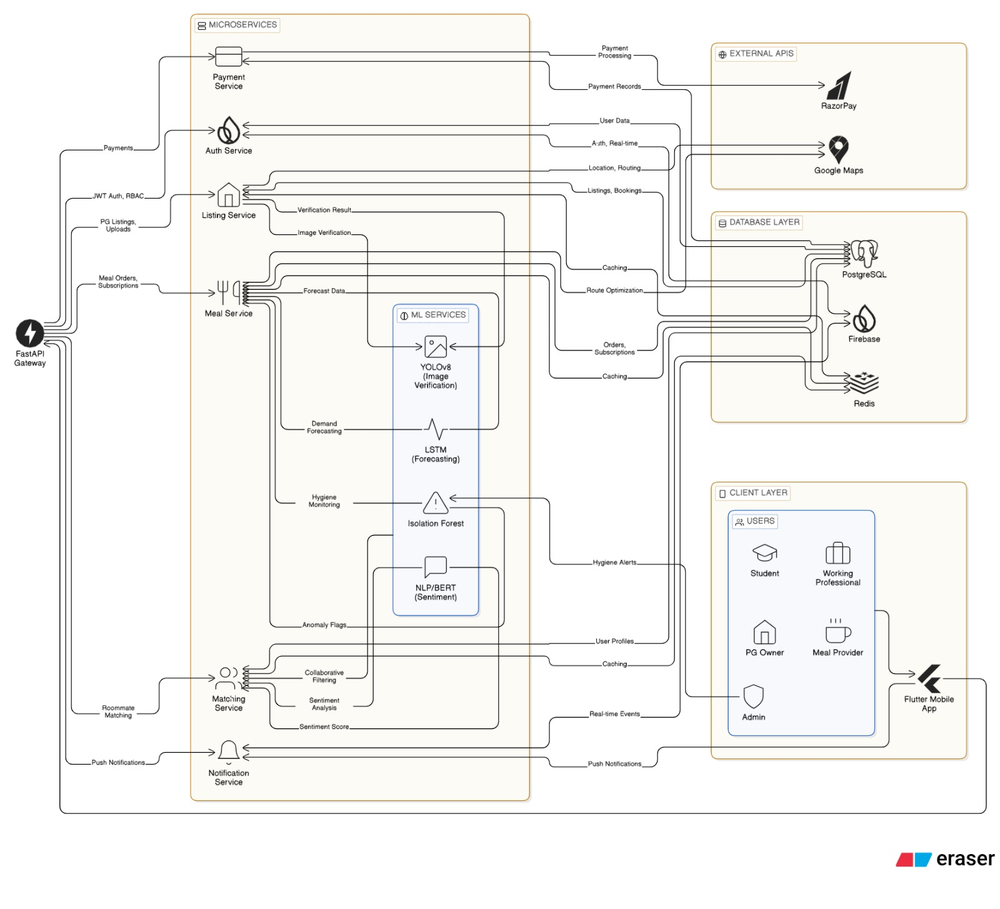 MICROSERVICES
Payment
Service
Auth Service
Listing Service
Meal Service
Matching
Service
Notification
Service
FastAPI
Gateway
Payments
JWT Auth, RBAC
PG Listings,
Uploads
Meal Orders,
Subscriptions
Roommate
Matching
Push Notifications
Verification Result
Image Verification
Forecast Data
Demand
Forecasting
Hygiene
Monitoring
Anomaly Flags
Collaborative
Filtering
Sentiment
Analysis
Sentiment Score
ML SERVICES
YOLOv8
(Image
Verification)
LSTM
(Forecasting)
Isolation Forest
NLP/BERT
(Sentiment)
Payment
Processing
Payment Records
User Data
Auth, Real-time
Location, Routing
Listings, Bookings
Caching
Route Optimization
Orders,
Subscriptions
Caching
Hygiene Alerts
User Profiles
Caching
Real-time Events
Push Notifications
EXTERNAL APIS
RazorPay
Google Maps
DATABASE LAYER
PostgreSQL
Firebase
Redis
CLIENT LAYER
USERS
Student
Working
Professional
PG Owner
Meal Provider
Admin
Flutter Mobile
App
eraser